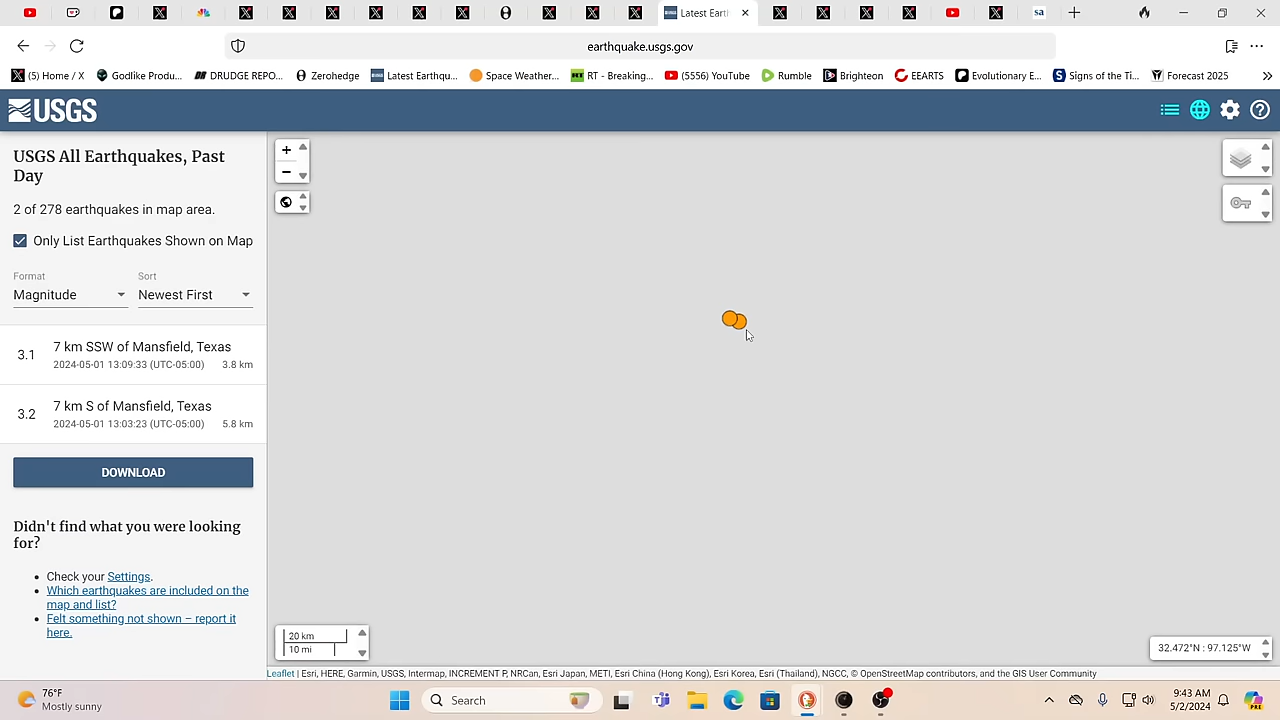 Latest Eart
sa
earthquake.usgs.gov
(5) Home / X
Godlike Produ...
DRUDGE REPO...
Zerohedge
Latest Earthqu...
Space Weather...
RT - Breaking...
(5556) YouTube
Rumble
Brighteon
EEARTS
Evolutionary E...
Signs of the Ti...
Forecast 2025
USGS
USGS All Earthquakes, Past
Day
2 of 278 earthquakes in map area.
Only List Earthquakes Shown on Map
Format
Sort
Magnitude
Newest First
3.1
7 km SSW of Mansfield, Texas
2024-05-01 13:09:33 (UTC-05:00)
3.8 km
3.2
7 km S of Mansfield, Texas
2024-05-01 13:03:23 (UTC-05:00)
5.8 km
DOWNLOAD
Didn't find what you were looking
for?
Check your Settings.
Which earthquakes are included on the
map and list?
Felt something not shown – report it
here.
20 km
10 mi
32.472°N : 97.125°W
Leaflet | Esri, HERE, Garmin, USGS, Intermap, INCREMENT P, NRCan, Esri Japan, METI, Esri China (Hong Kong), Esri Korea, Esri (Thailand), NGCC, © OpenStreetMap contributors, and the GIS User Community
76°F
Mostly sunny
Search
9:43 AM
5/2/2024